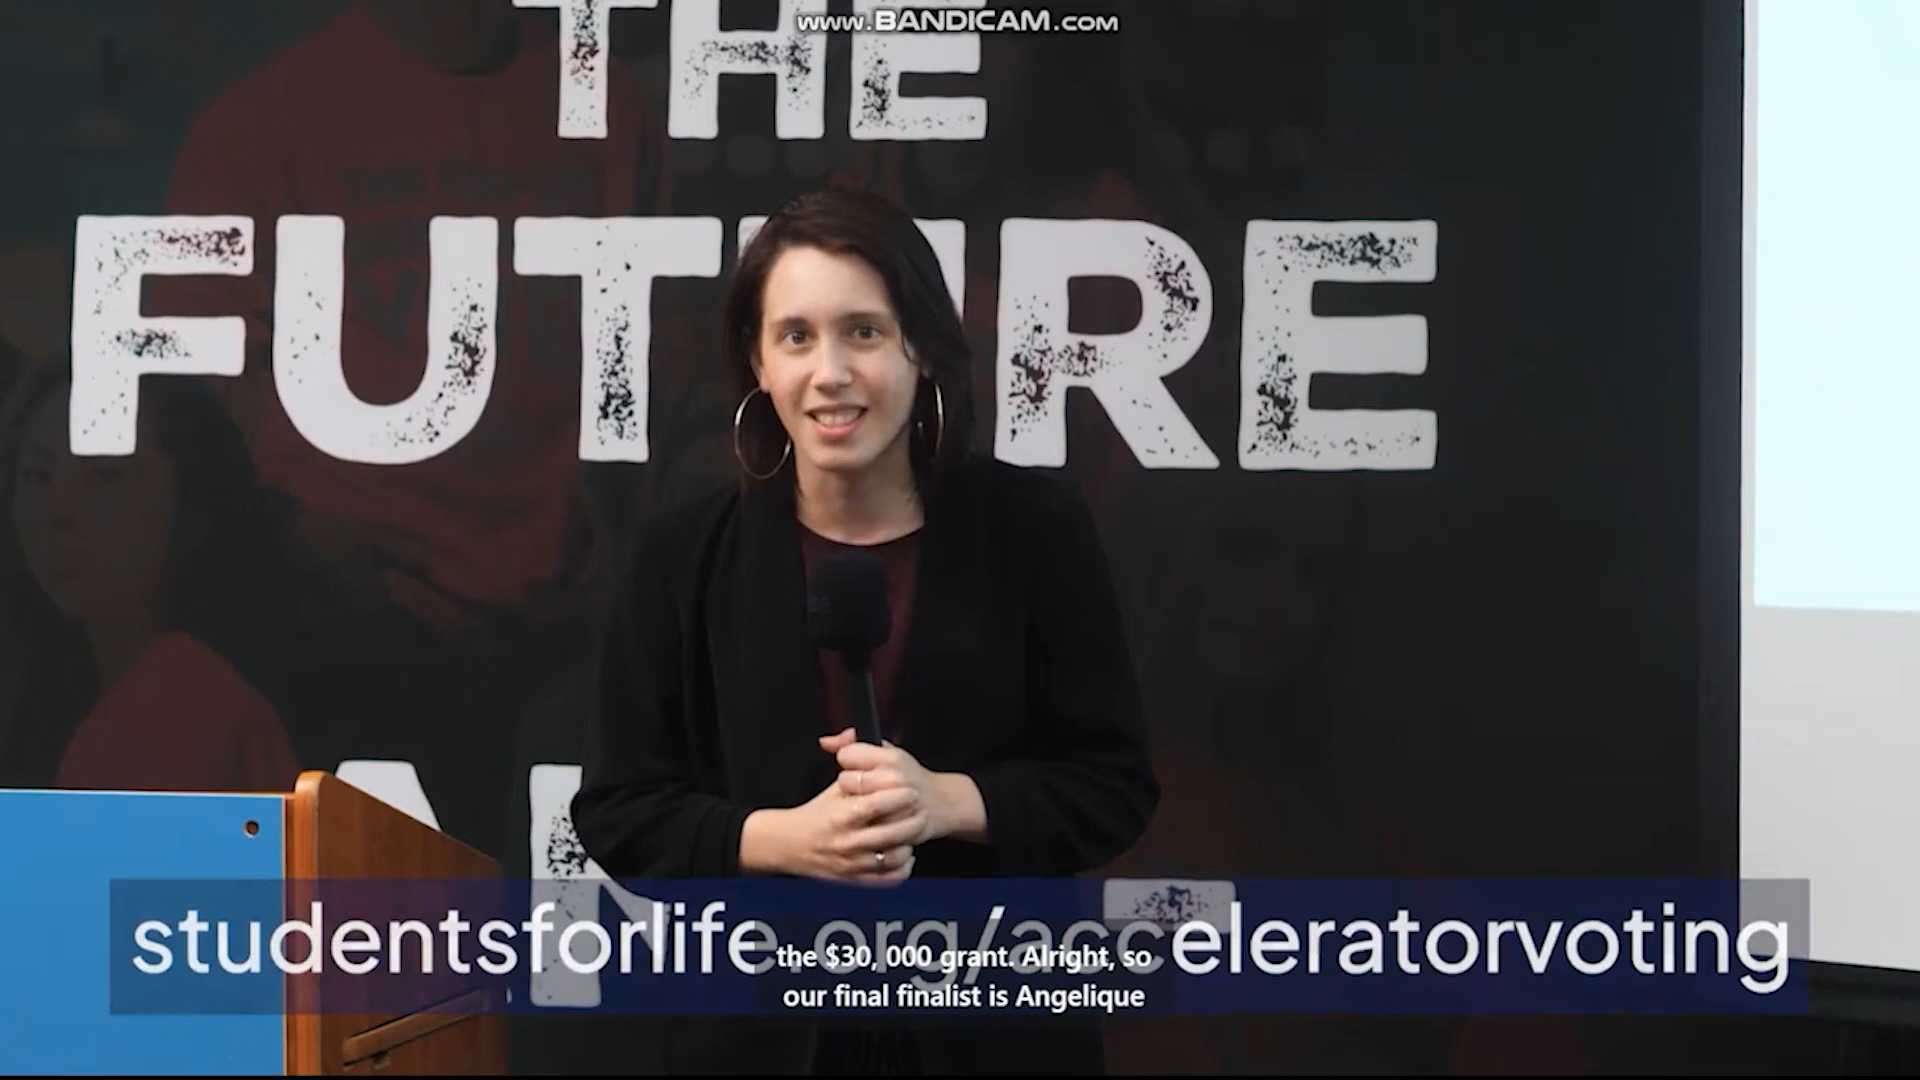 www.BANDICAM.com
THE
FUTURE
studentsforlife.org/acceleratorvoting
the $30, 000 grant. Alright, so
our final finalist is Angelique